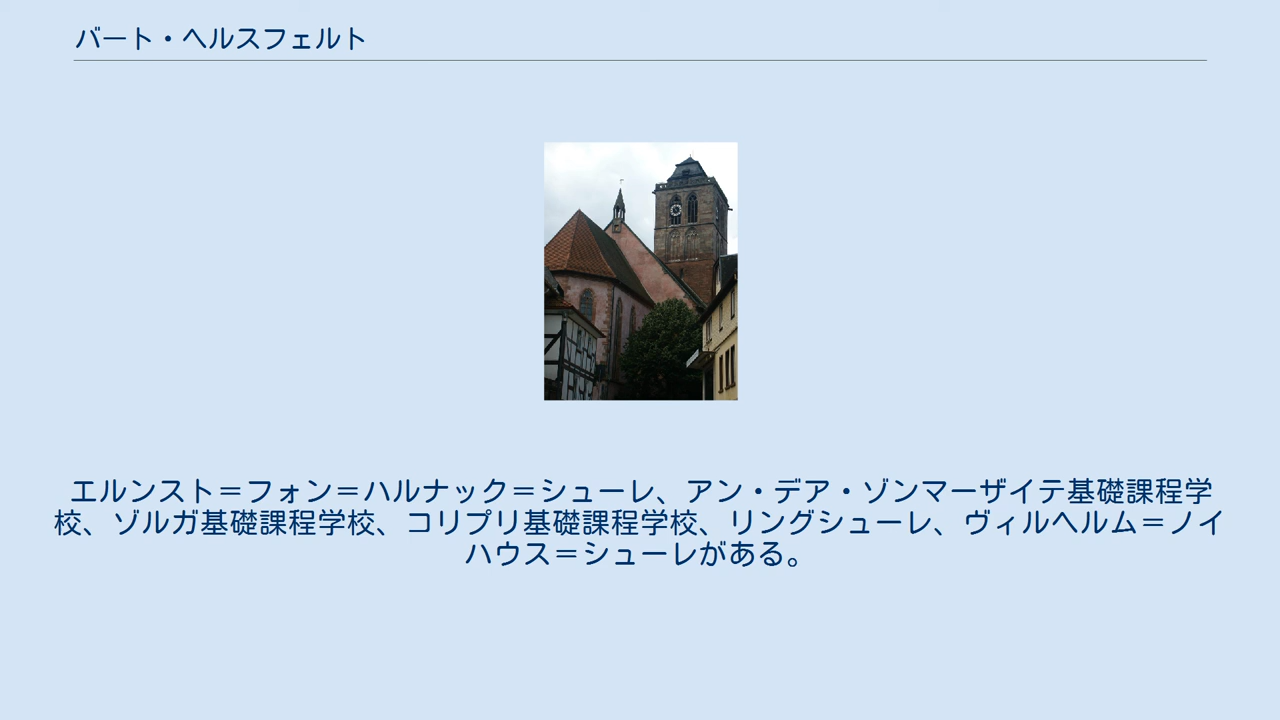 バート・ヘルスフェルト
エルンスト＝フォン＝ハルナック＝シューレ、アン・デア・ゾンマーザイテ基礎課程学
校、ゾルガ基礎課程学校、コリプリ基礎課程学校、リングシューレ、ヴィルヘルム＝ノイ
ハウス＝シューレがある。